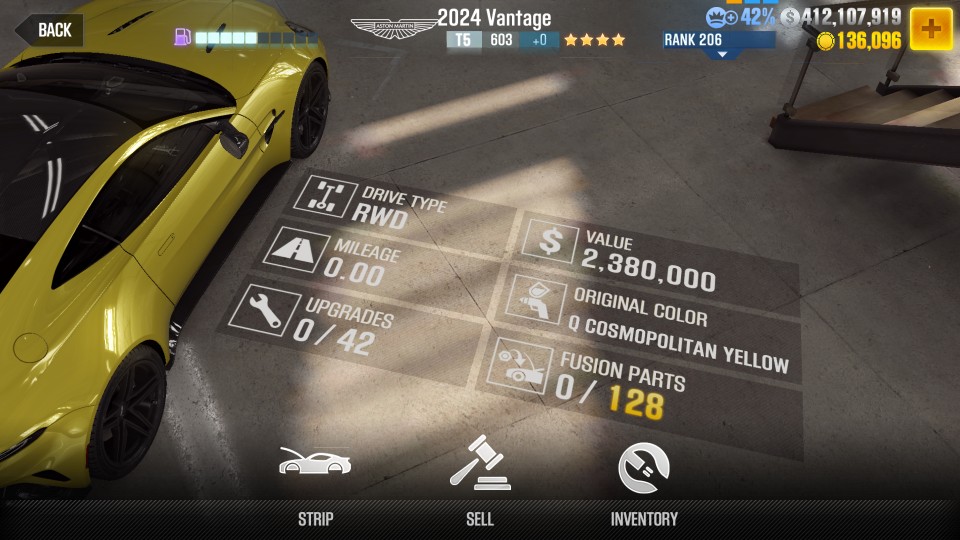 BACK
ASTON MARTIN
2024 Vantage
T5 603 +0
42%
412,107,919
RANK 206
136,096
DRIVE TYPE
RWD
MILEAGE
0.00
UPGRADES
0/42
VALUE
2,380,000
ORIGINAL COLOR
Q COSMOPOLITAN YELLOW
FUSION PARTS
0/128
STRIP
SELL
INVENTORY